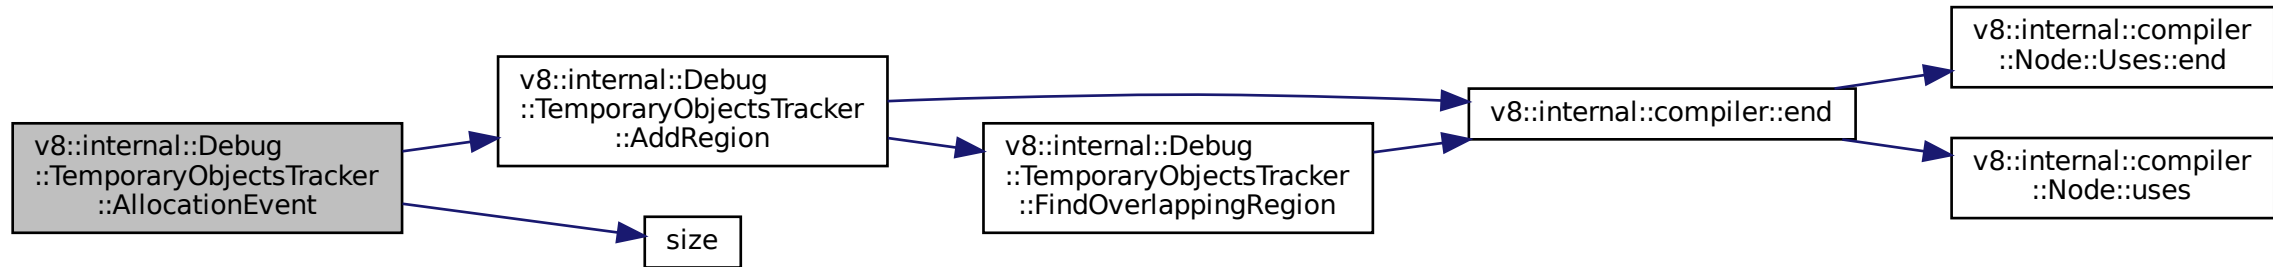 v8::internal::Debug
::TemporaryObjectsTracker
::AllocationEvent
v8::internal::Debug
::TemporaryObjectsTracker
::AddRegion
size
v8::internal::Debug
::TemporaryObjectsTracker
::FindOverlappingRegion
v8::internal::compiler::end
v8::internal::compiler
::Node::Uses::end
v8::internal::compiler
::Node::uses